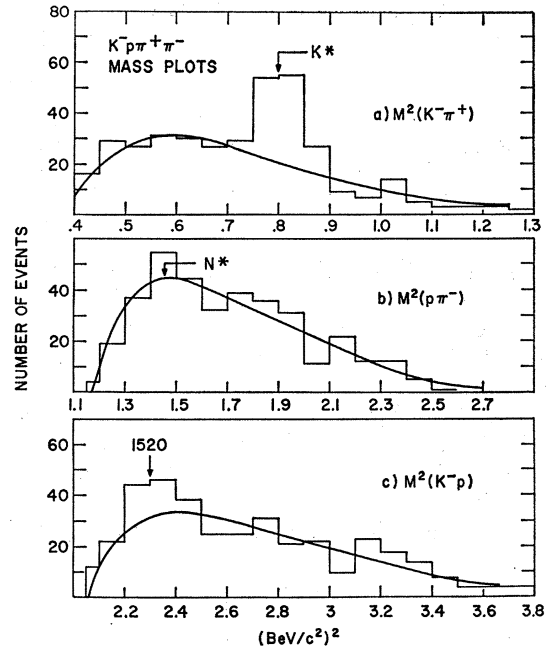 K⁻pπ⁺π⁻
MASS PLOTS
K*
a) M²(K⁻π⁺)
80
60
40
20
.4 .5 .6 .7 .8 .9 1.0 1.1 1.2 1.3
NUMBER OF EVENTS
N*
b) M²(pπ⁻)
40
20
1.1 1.3 1.5 1.7 1.9 2.1 2.3 2.5 2.7
1520
c) M²(K⁻p)
60
40
20
2.2 2.4 2.6 2.8 3.0 3.2 3.4 3.6 3.8
(BeV/c²)²